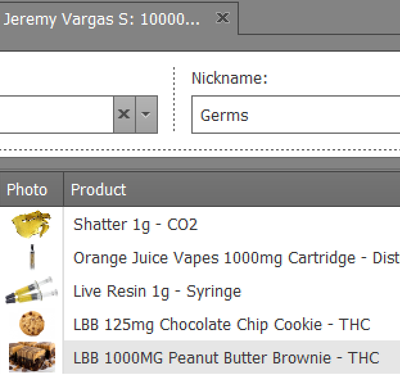 Jeremy Vargas S: 10000...
Nickname:
Germs
Photo Product
Shatter 1g - CO2
Orange Juice Vapes 1000mg Cartridge - Dist
Live Resin 1g - Syringe
LBB 125mg Chocolate Chip Cookie - THC
LBB 1000MG Peanut Butter Brownie - THC